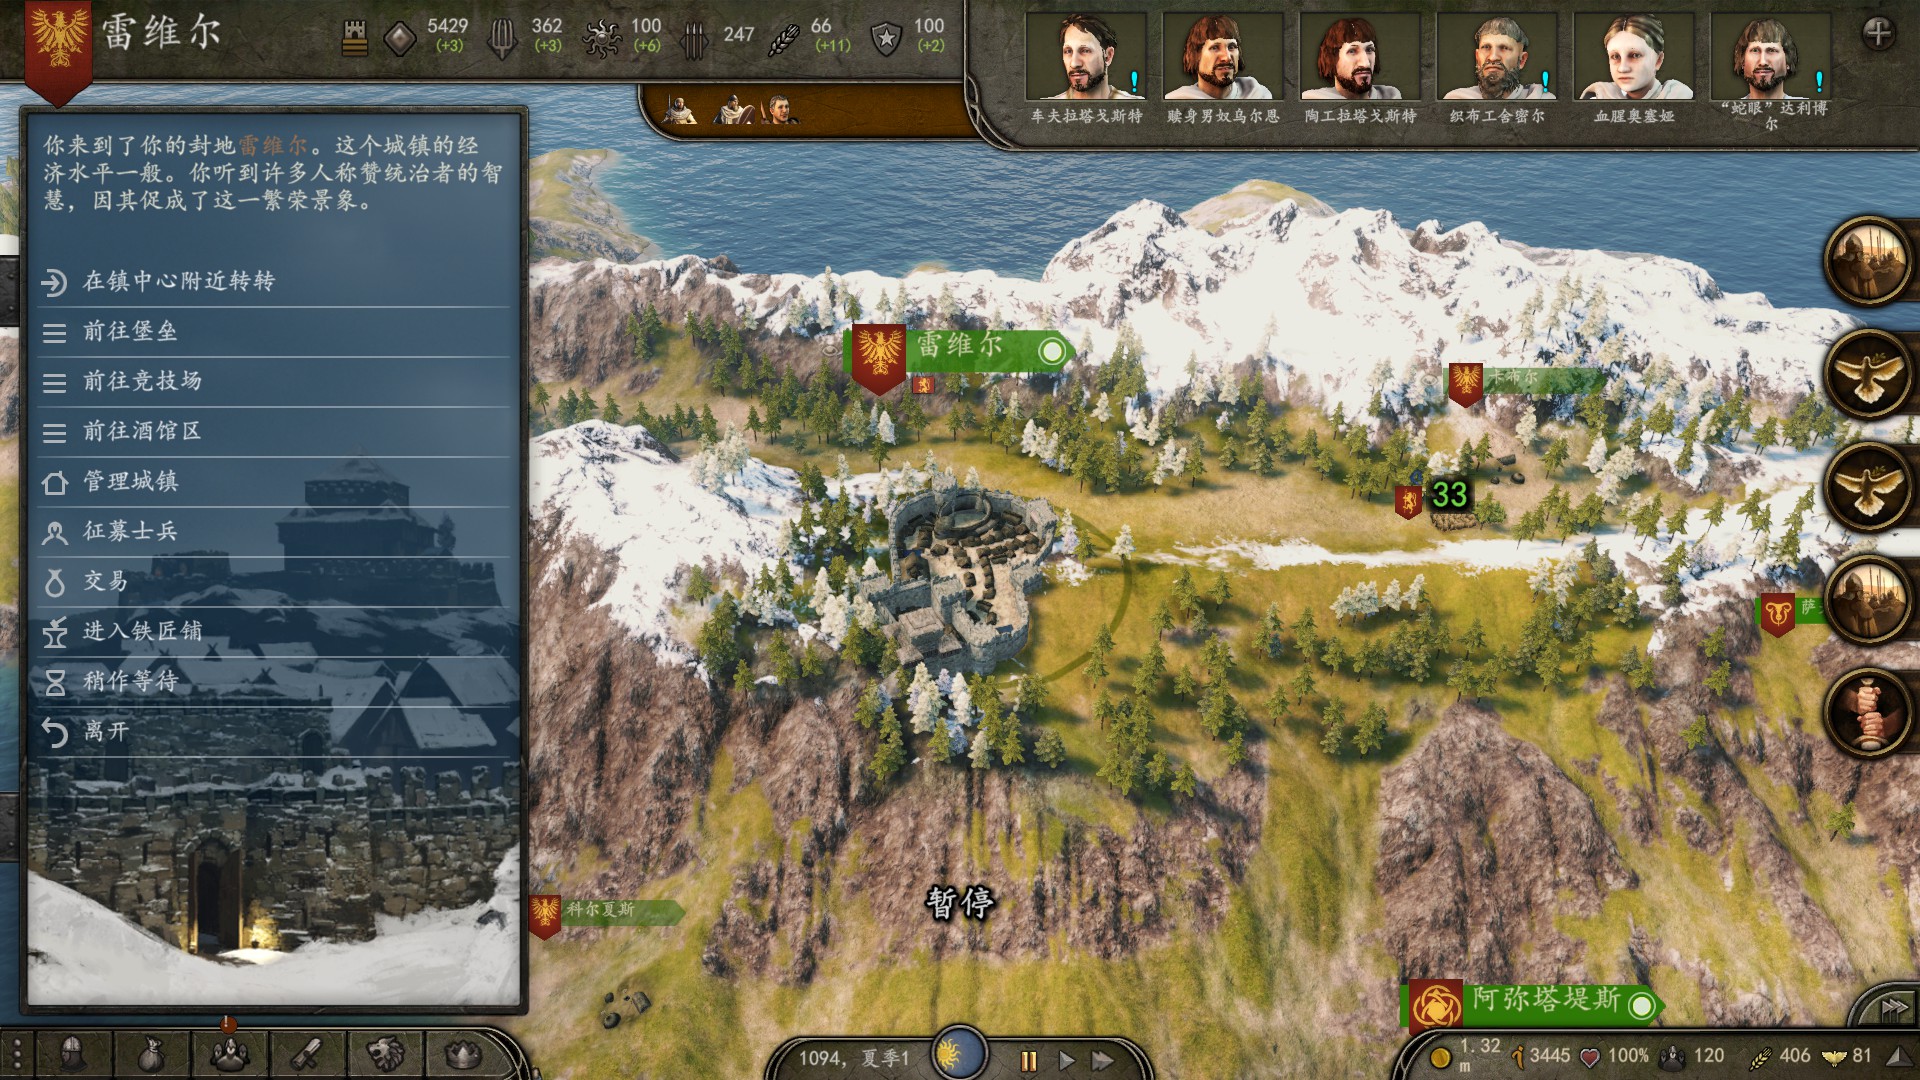 雷维尔
5429
(+3)
362
(+3)
100
(+6)
247
66
(+11)
100
(+2)
车夫拉塔戈斯特
赎身男奴乌尔恩
陶工拉塔戈斯特
织布工舍密尔
血腥奥塞娅
“蛇眼”达利博
尔
你来到了你的封地雷维尔。这个城镇的经
济水平一般。你听到许多人称赞统治者的智
慧，因其促成了这一繁荣景象。
在镇中心附近转转
前往堡垒
前往竞技场
前往酒馆区
管理城镇
征募士兵
交易
进入铁匠铺
稍作等待
离开
雷维尔
卡布尔
33
萨
科尔夏斯
暂停
阿弥塔堤斯
1094，夏季1
1.32
m
3445
100%
120
406
81